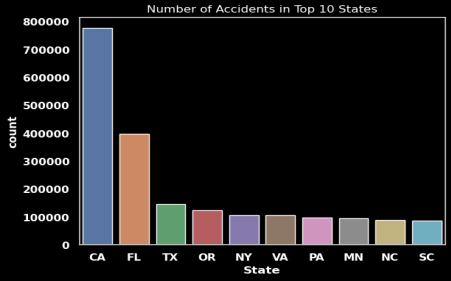 Number of Accidents in Top 10 States
800000
700000
600000
500000
400000
300000
200000
100000
0
count
CA FL TX OR NY VA PA MN NC SC
State